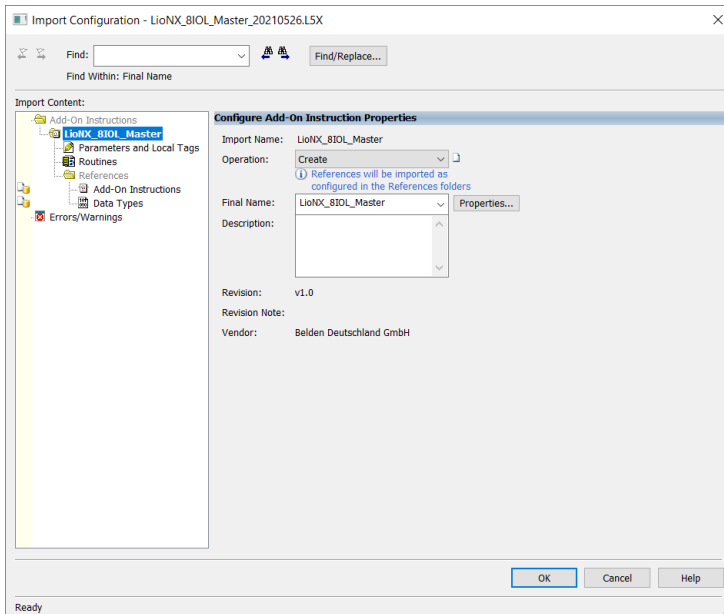 Import Configuration - LioNX_8IOL_Master_20210526.L5X
Find:
Find/Replace...
Find Within: Final Name
Import Content:
Add-On Instructions
LioNX_8IOL_Master
Parameters and Local Tags
Routines
References
Add-On Instructions
Data Types
Errors/Warnings
Configure Add-On Instruction Properties
Import Name: LioNX_8IOL_Master
Operation: Create
References will be imported as
configured in the References folders
Final Name: LioNX_8IOL_Master Properties...
Description:
Revision: v1.0
Revision Note:
Vendor: Belden Deutschland GmbH
OK Cancel Help
Ready